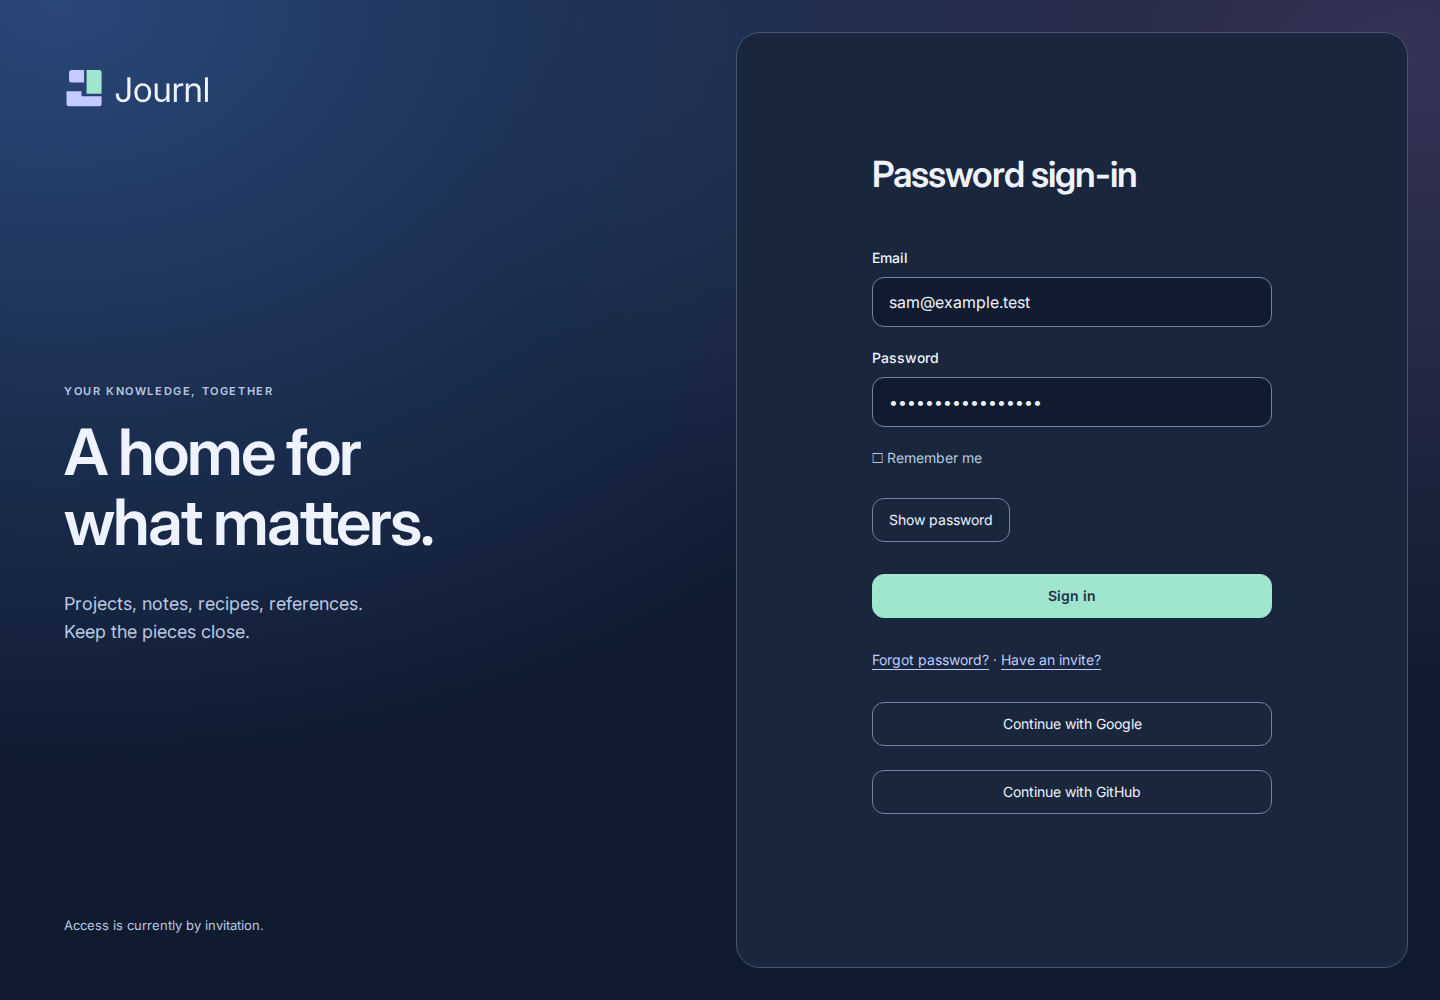 Journl
YOUR KNOWLEDGE, TOGETHER
A home for
what matters.
Projects, notes, recipes, references.
Keep the pieces close.
Access is currently by invitation.
Password sign-in
Email
sam@example.test
Password
•••••••••••••••••
☐ Remember me
Show password
Sign in
Forgot password? · Have an invite?
Continue with Google
Continue with GitHub